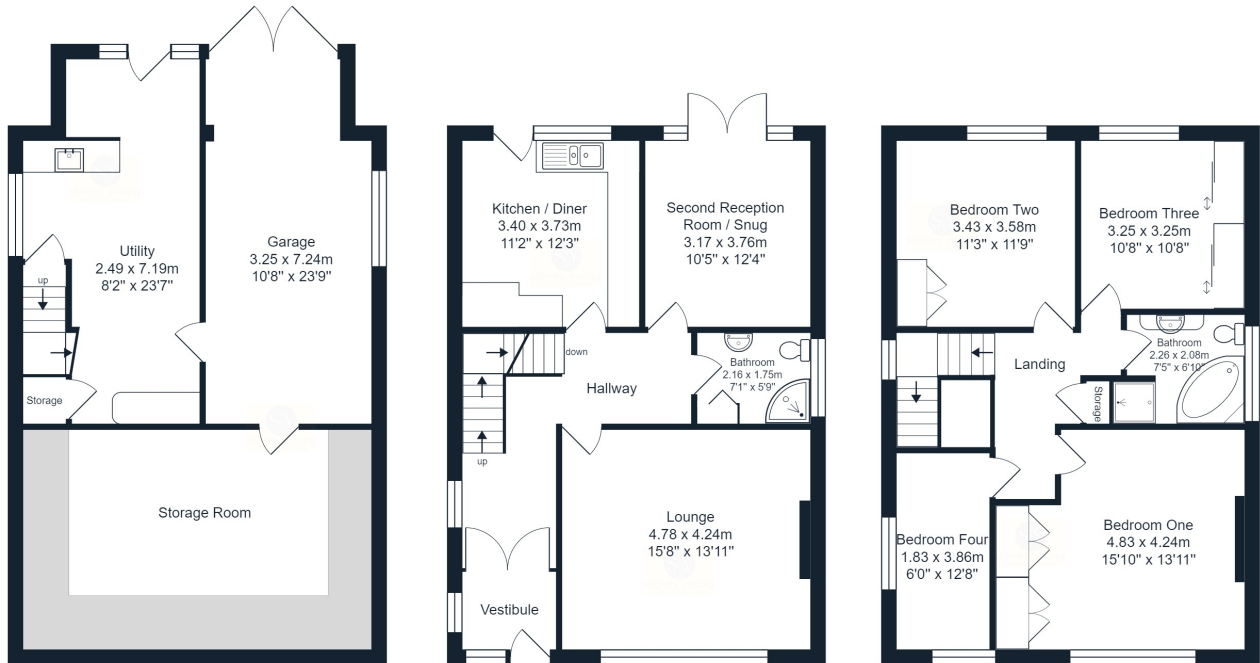 Utility
2.49 x 7.19m
8'2" x 23'7"
up
Storage
Garage
3.25 x 7.24m
10'8" x 23'9"
Storage Room
Kitchen / Diner
3.40 x 3.73m
11'2" x 12'3"
Second Reception
Room / Snug
3.17 x 3.76m
10'5" x 12'4"
down
Hallway
Bathroom
2.16 x 1.75m
7'1" x 5'9"
up
Lounge
4.78 x 4.24m
15'8" x 13'11"
Vestibule
Bedroom Two
3.43 x 3.58m
11'3" x 11'9"
Bedroom Three
3.25 x 3.25m
10'8" x 10'8"
Landing
Bathroom
2.26 x 2.08m
7'5" x 6'10"
Storage
Bedroom Four
1.83 x 3.86m
6'0" x 12'8"
Bedroom One
4.83 x 4.24m
15'10" x 13'11"